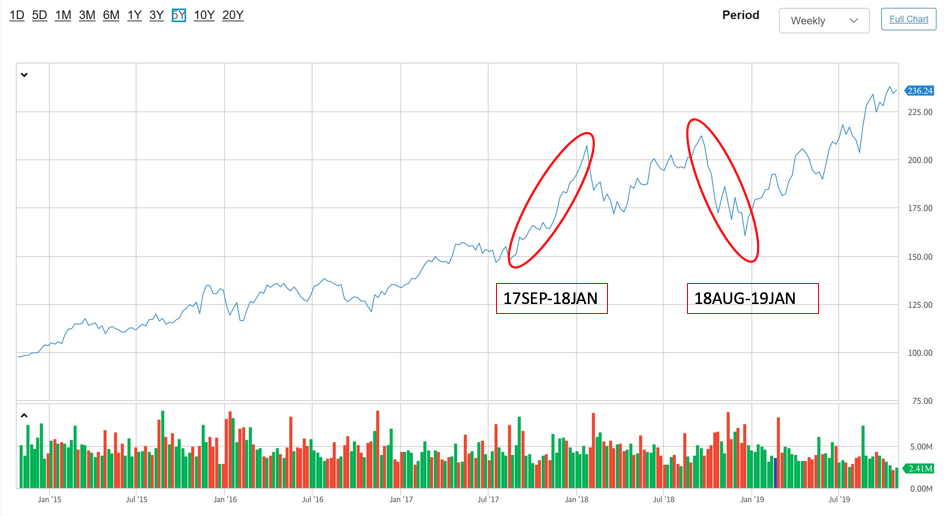 1D 5D 1M 3M 6M 1Y 3Y 5Y 10Y 20Y Period Weekly Full Chart
236.24
225.00
200.00
175.00
150.00
17SEP-18JAN 18AUG-19JAN
125.00
100.00
75.00
5.00M
2.41M
0.00M
Jan '15 Jul '15 Jan '16 Jul '16 Jan '17 Jul '17 Jan '18 Jul '18 Jan '19 Jul '19